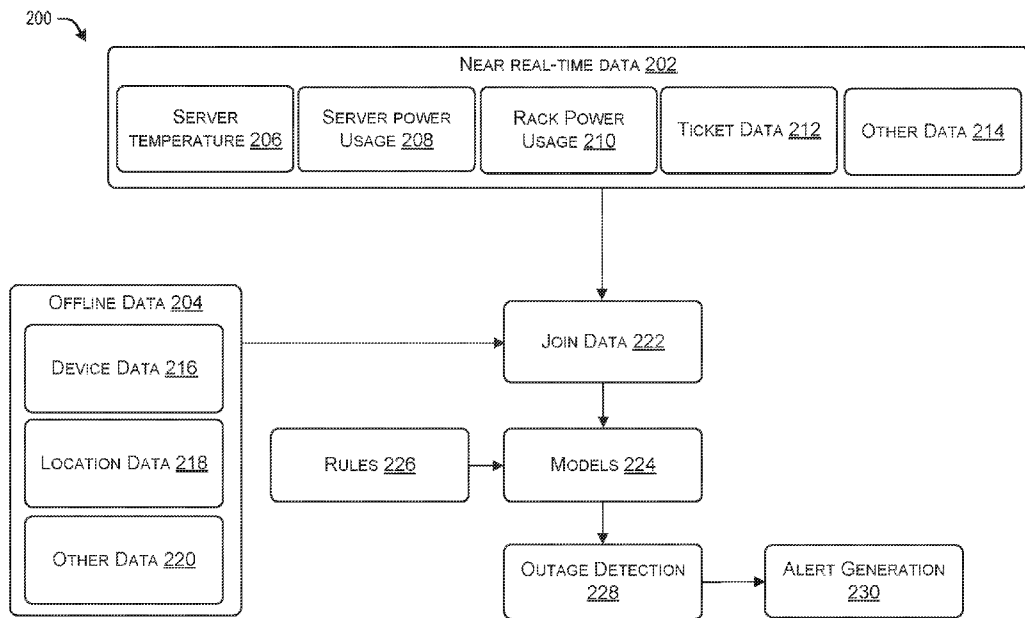 200
NEAR REAL-TIME DATA 202
SERVER
TEMPERATURE 206
SERVER POWER
USAGE 208
RACK POWER
USAGE 210
TICKET DATA 212
OTHER DATA 214
OFFLINE DATA 204
DEVICE DATA 216
LOCATION DATA 218
OTHER DATA 220
JOIN DATA 222
RULES 226
MODELS 224
OUTAGE DETECTION
228
ALERT GENERATION
230